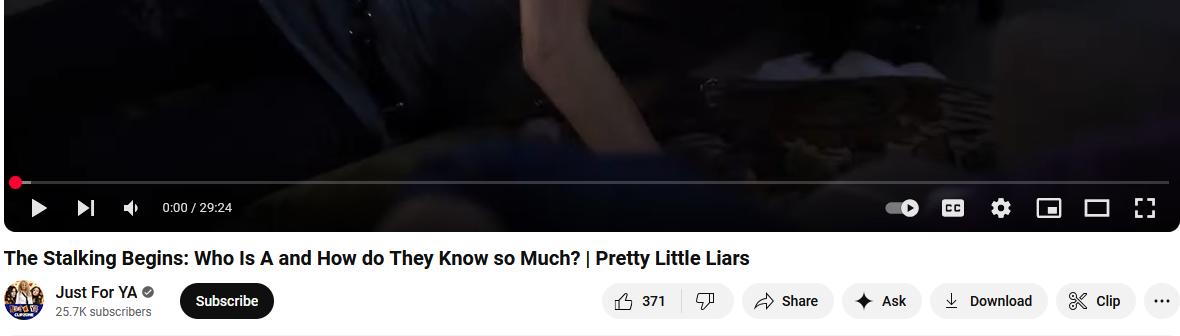 0:00 / 29:24
CC
The Stalking Begins: Who Is A and How do They Know so Much? | Pretty Little Liars
Just For YA
25.7K subscribers
Subscribe
371
Share
Ask
Download
Clip